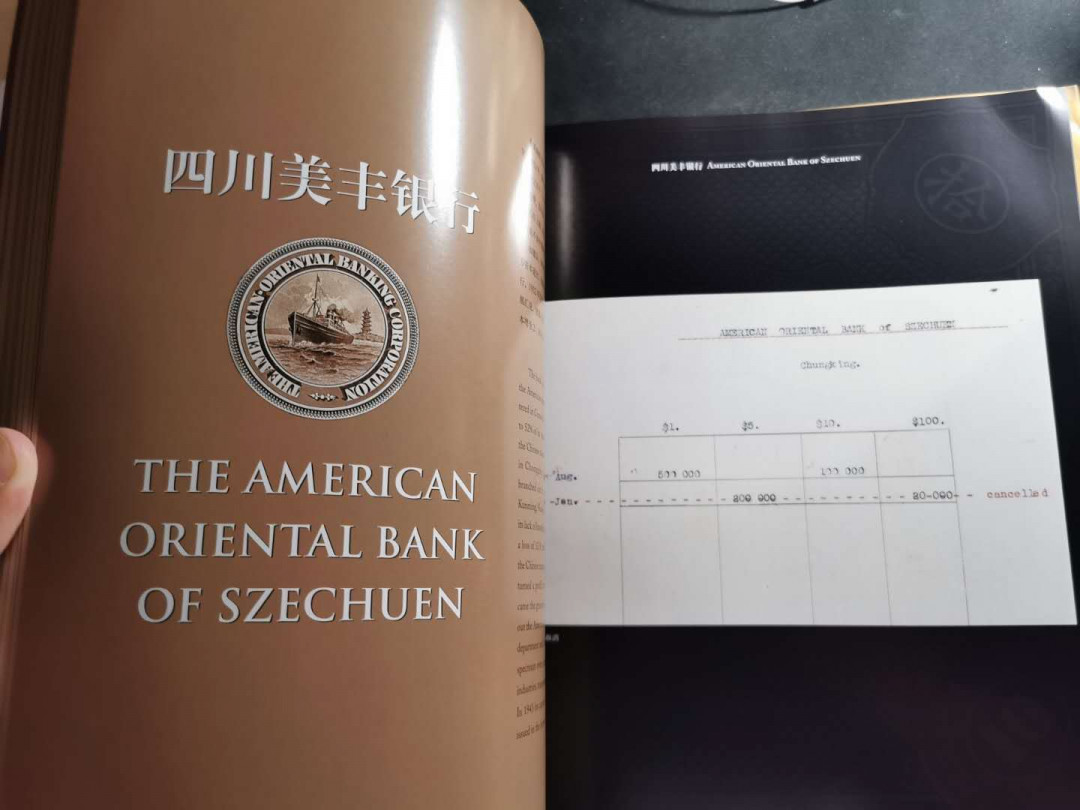 四川美丰银行
THE AMERICAN·ORIENTAL BANKING CORPORATION
THE AMERICAN
ORIENTAL BANK
OF SZECHUEN
四川美丰银行 AMERICAN ORIENTAL BANK OF SZECHUEN
拾
AMERICAN ORIENTAL BANK of SZECHUEN
Chungking.
$1. $5. $10. $100.
Aug. 500 000 100 000
Jan. 200 000 20-000 cancelled